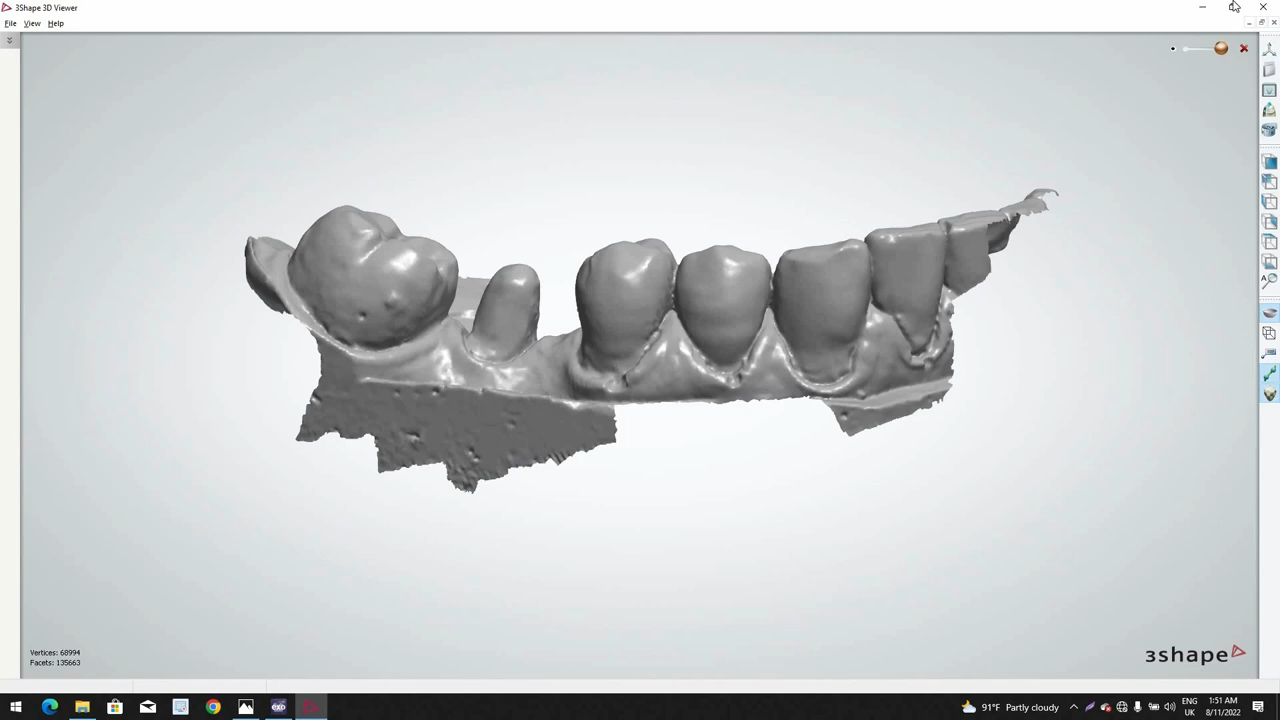 3Shape 3D Viewer
File View Help
Vertices: 68994
Facets: 135663
3shape
exo
91°F Partly cloudy
ENG
UK
1:51 AM
8/11/2022